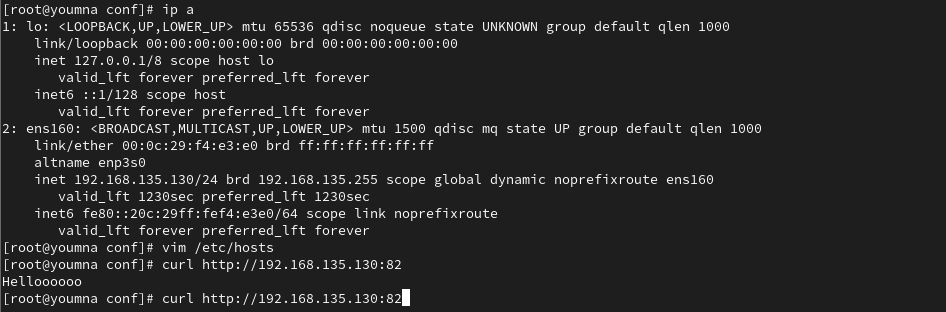 [root@youmna conf]# ip a
1: lo: <LOOPBACK,UP,LOWER_UP> mtu 65536 qdisc noqueue state UNKNOWN group default qlen 1000
    link/loopback 00:00:00:00:00:00 brd 00:00:00:00:00:00
    inet 127.0.0.1/8 scope host lo
       valid_lft forever preferred_lft forever
    inet6 ::1/128 scope host
       valid_lft forever preferred_lft forever
2: ens160: <BROADCAST,MULTICAST,UP,LOWER_UP> mtu 1500 qdisc mq state UP group default qlen 1000
    link/ether 00:0c:29:f4:e3:e0 brd ff:ff:ff:ff:ff:ff
    altname enp3s0
    inet 192.168.135.130/24 brd 192.168.135.255 scope global dynamic noprefixroute ens160
       valid_lft 1230sec preferred_lft 1230sec
    inet6 fe80::20c:29ff:fef4:e3e0/64 scope link noprefixroute
       valid_lft forever preferred_lft forever
[root@youmna conf]# vim /etc/hosts
[root@youmna conf]# curl http://192.168.135.130:82
Helloooooo
[root@youmna conf]# curl http://192.168.135.130:82